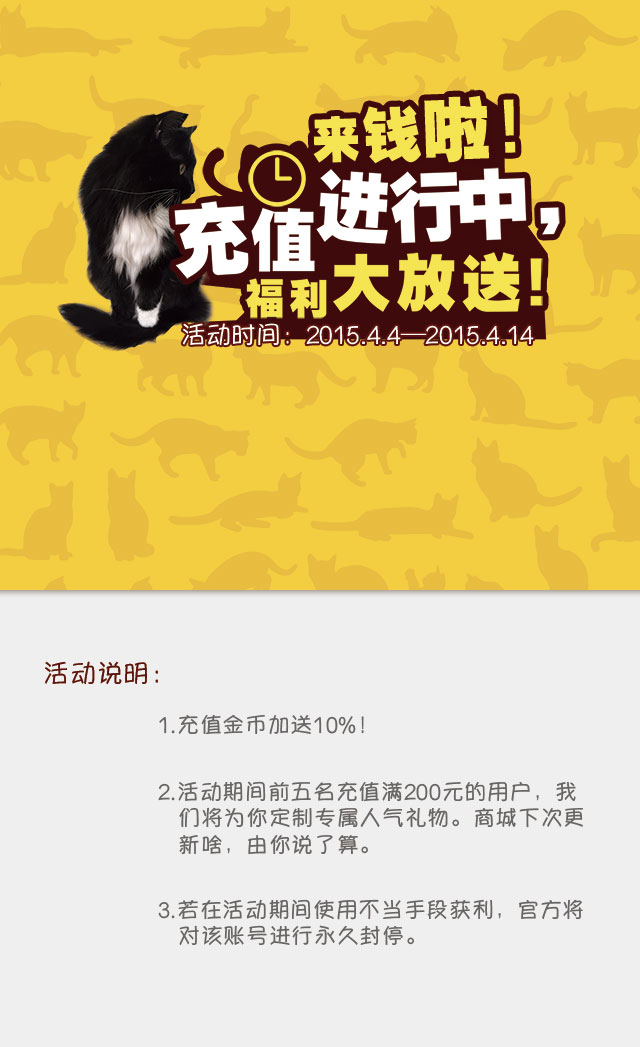 来钱啦！
充值进行中，
福利大放送！
活动时间：2015.4.4—2015.4.14
活动说明：
1.充值金币加送10%！
2.活动期间前五名充值满200元的用户，我
们将为你定制专属人气礼物。商城下次更
新啥，由你说了算。
3.若在活动期间使用不当手段获利，官方将
对该账号进行永久封停。